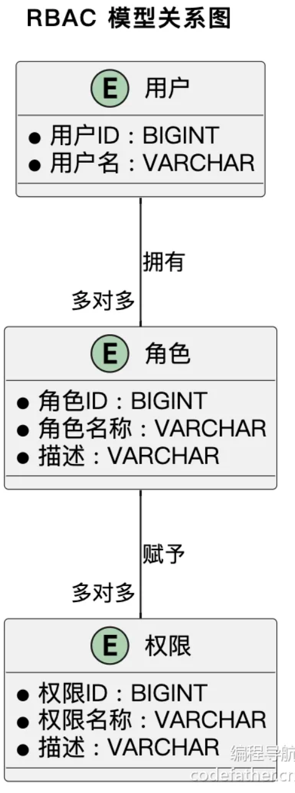 RBAC 模型关系图
E 用户
● 用户ID：BIGINT
● 用户名：VARCHAR
拥有
多对多
E 角色
● 角色ID：BIGINT
● 角色名称：VARCHAR
● 描述：VARCHAR
赋予
多对多
E 权限
● 权限ID：BIGINT
● 权限名称：VARCHAR
● 描述：VARCHAR
编程导航
codefather.cn